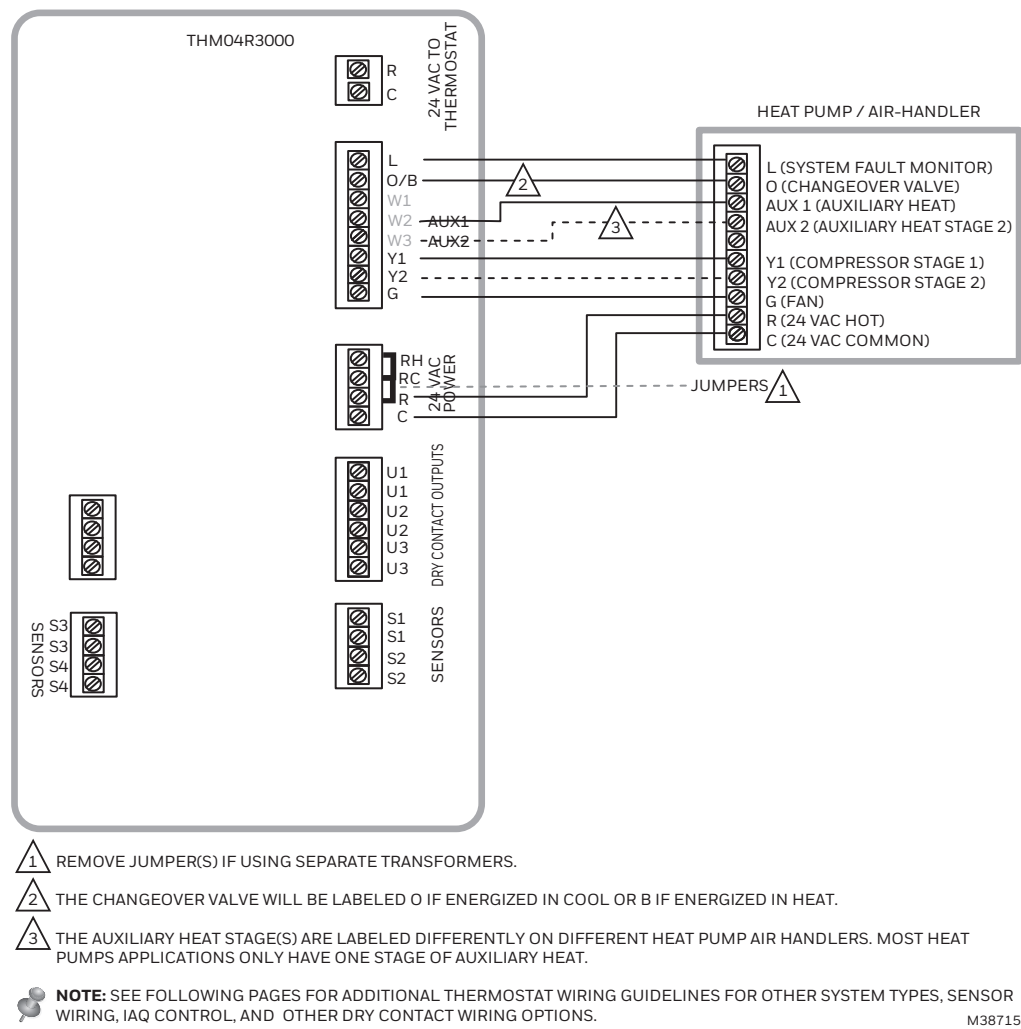 THM04R3000
R
C
24 VAC TO
THERMOSTAT
HEAT PUMP / AIR-HANDLER
L
O/B
W1
W2 AUX1
W3 AUX2
Y1
Y2
G
2
3
L (SYSTEM FAULT MONITOR)
O (CHANGEOVER VALVE)
AUX 1 (AUXILIARY HEAT)
AUX 2 (AUXILIARY HEAT STAGE 2)
Y1 (COMPRESSOR STAGE 1)
Y2 (COMPRESSOR STAGE 2)
G (FAN)
R (24 VAC HOT)
C (24 VAC COMMON)
RH
RC
R
C
24 VAC
POWER
JUMPERS 1
U1
U1
U2
U2
U3
U3
DRY CONTACT OUTPUTS
S3
S3
S4
S4
SENSORS
S1
S1
S2
S2
SENSORS
1 REMOVE JUMPER(S) IF USING SEPARATE TRANSFORMERS.
2 THE CHANGEOVER VALVE WILL BE LABELED O IF ENERGIZED IN COOL OR B IF ENERGIZED IN HEAT.
3 THE AUXILIARY HEAT STAGE(S) ARE LABELED DIFFERENTLY ON DIFFERENT HEAT PUMP AIR HANDLERS. MOST HEAT
PUMPS APPLICATIONS ONLY HAVE ONE STAGE OF AUXILIARY HEAT.
NOTE: SEE FOLLOWING PAGES FOR ADDITIONAL THERMOSTAT WIRING GUIDELINES FOR OTHER SYSTEM TYPES, SENSOR
WIRING, IAQ CONTROL, AND OTHER DRY CONTACT WIRING OPTIONS.
M38715